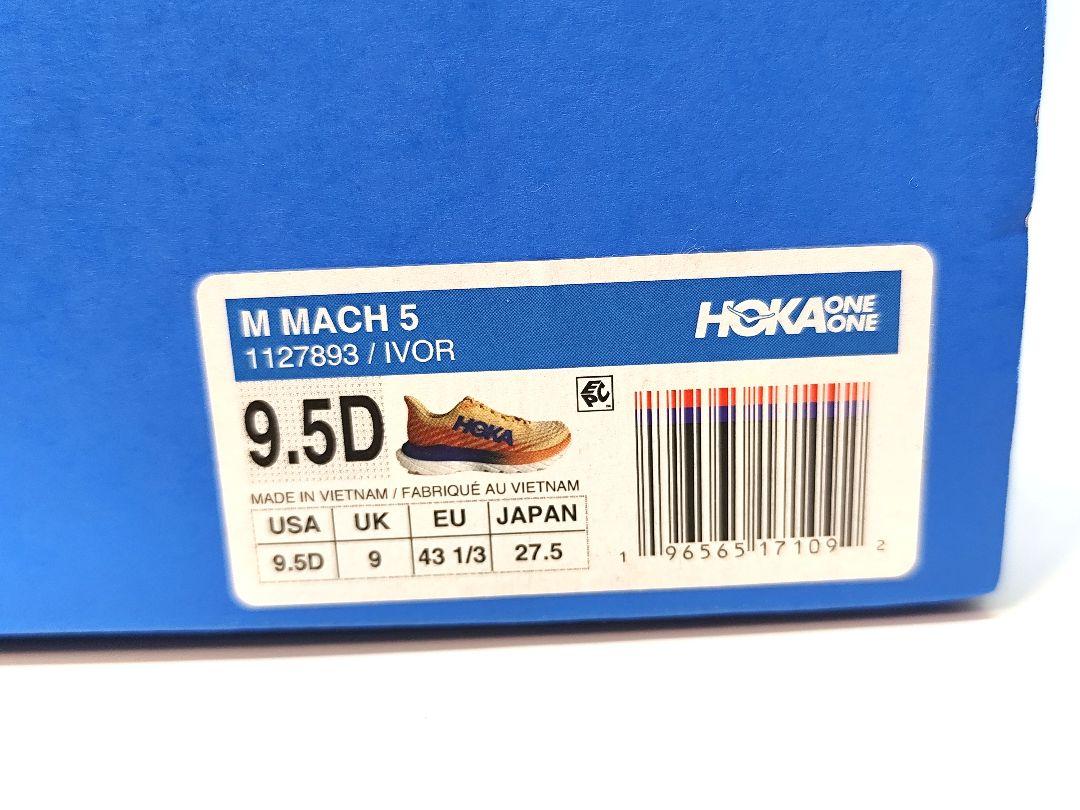 M MACH 5
1127893 / IVOR
HOKA ONE ONE
9.5D
HOKA
EPC
MADE IN VIETNAM / FABRIQUÉ AU VIETNAM
USA UK EU JAPAN
9.5D 9 43 1/3 27.5
1 96565 17109 2